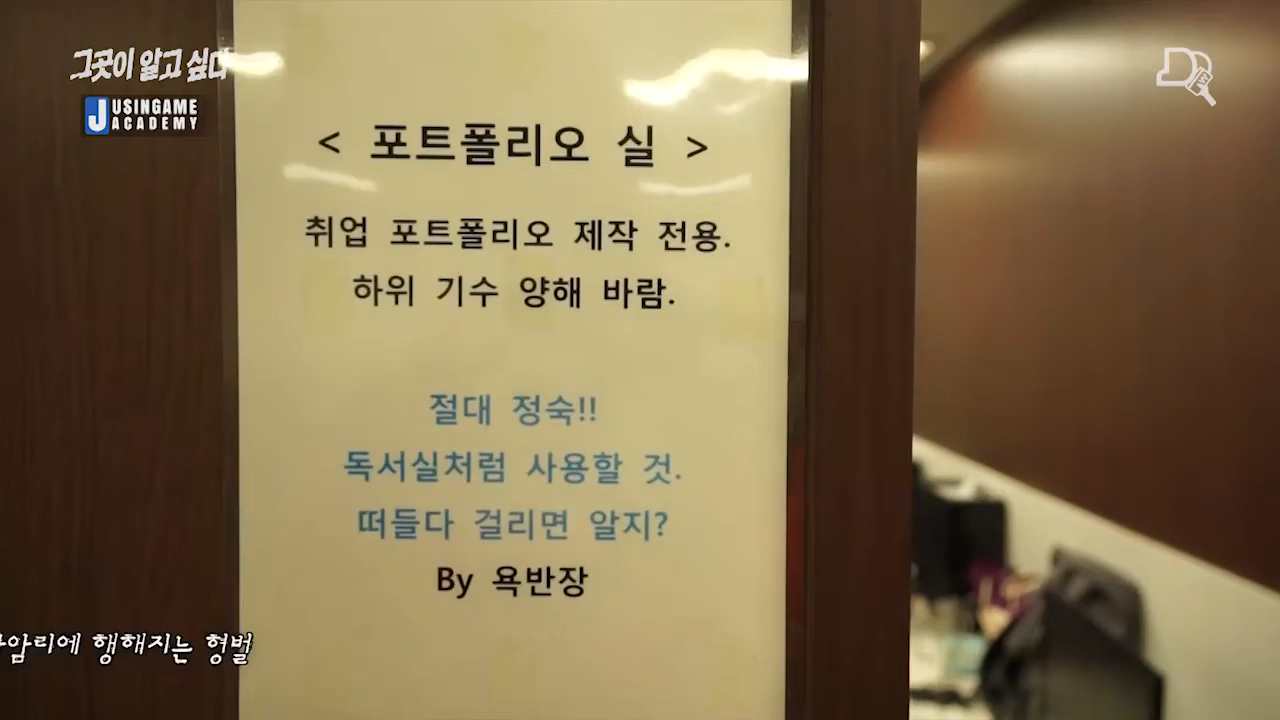 그곳이 알고 싶다
JUSINGAME
ACADEMY
< 포트폴리오 실 >
취업 포트폴리오 제작 전용.
하위 기수 양해 바람.
절대 정숙!!
독서실처럼 사용할 것.
떠들다 걸리면 알지?
By 욕반장
암리에 행해지는 형벌